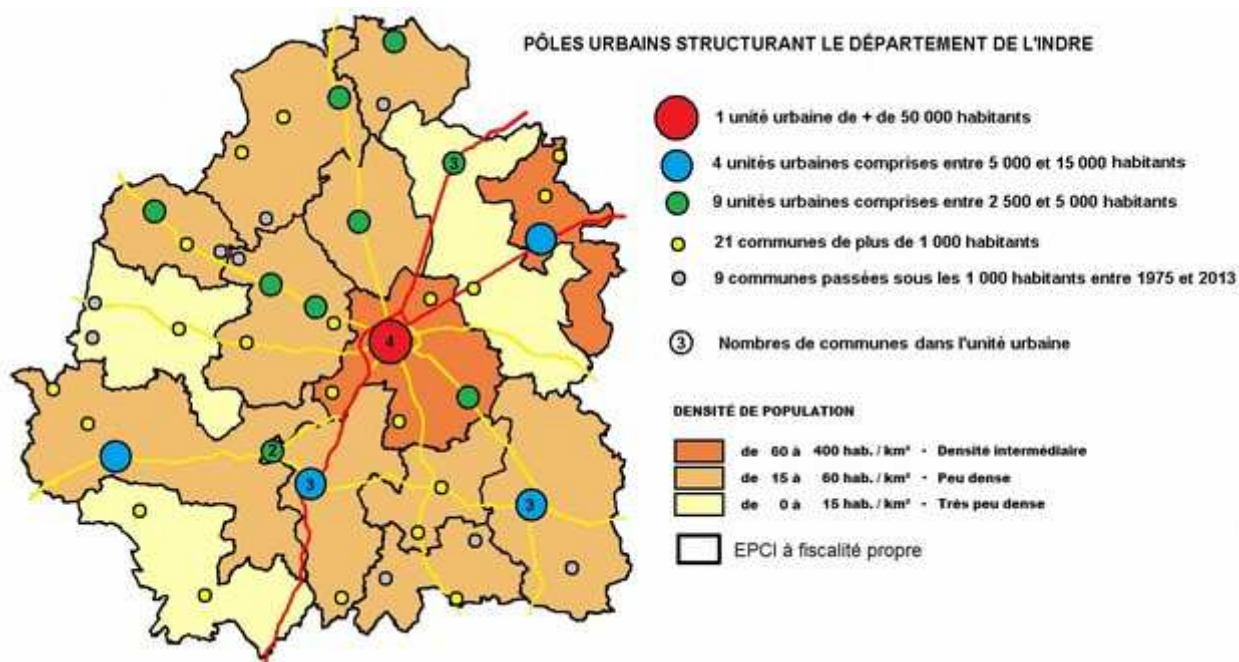 PÔLES URBAINS STRUCTURANT LE DÉPARTEMENT DE L'INDRE
1 unité urbaine de + de 50 000 habitants
4 unités urbaines comprises entre 5 000 et 15 000 habitants
9 unités urbaines comprises entre 2 500 et 5 000 habitants
21 communes de plus de 1 000 habitants
9 communes passées sous les 1 000 habitants entre 1975 et 2013
3 Nombres de communes dans l'unité urbaine
DENSITÉ DE POPULATION
de 60 à 400 hab. / km² - Densité intermédiaire
de 15 à 60 hab. / km² - Peu dense
de 0 à 15 hab. / km² - Très peu dense
EPCI à fiscalité propre
3
4
2
3
3